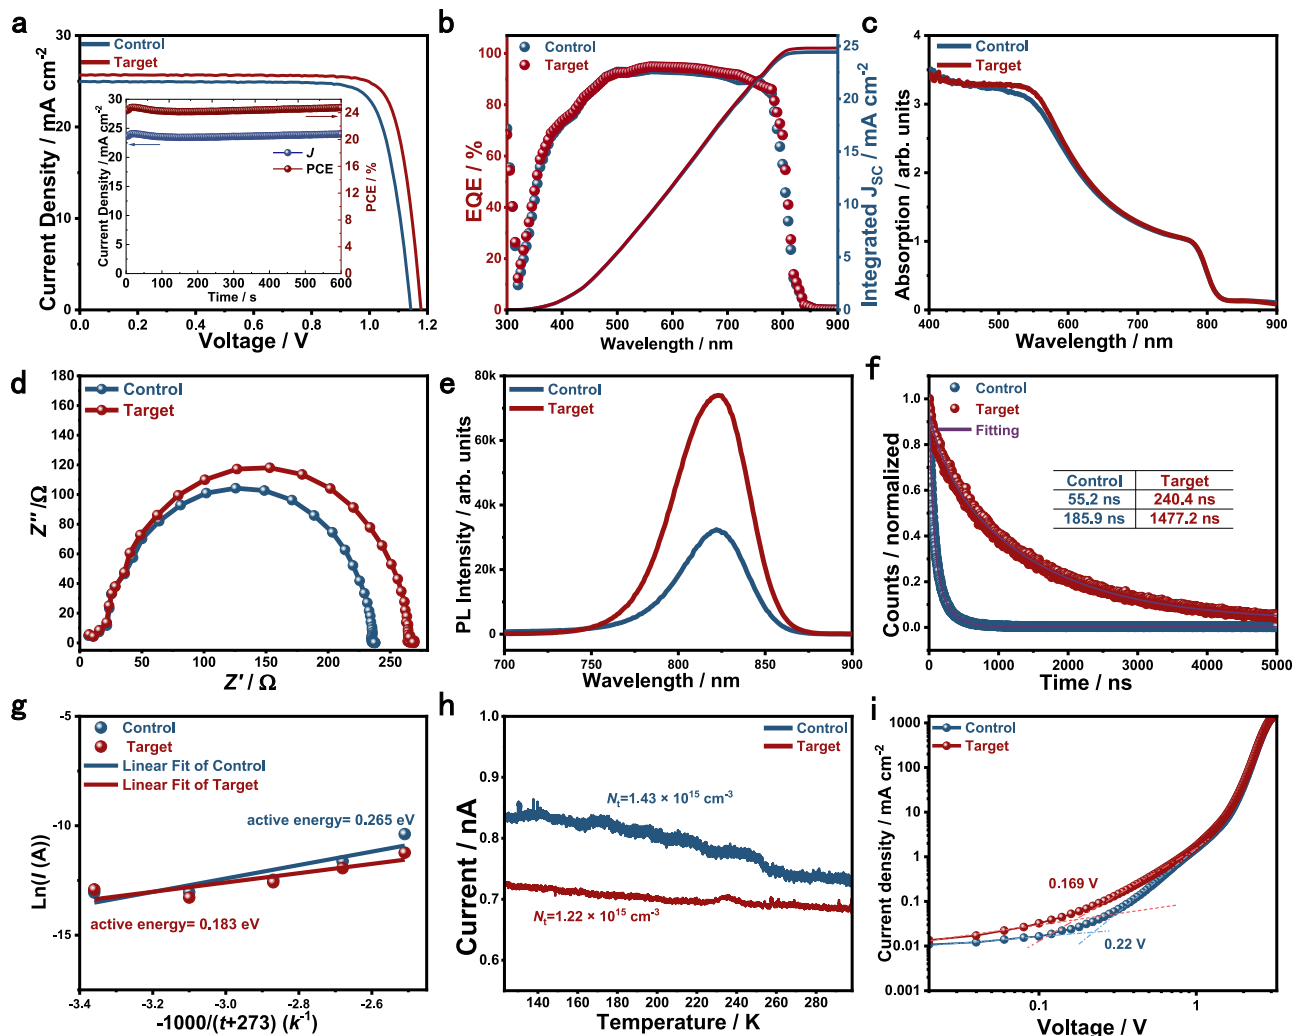 a
Control
Target
30
20
10
0
0.0
0.2
0.4
0.6
0.8
1.0
1.2
Current Density / mA cm-2
Voltage / V
30
25
20
15
10
5
0
0
100
200
300
400
500
600
24
20
16
12
8
4
0
Current Density / mA cm-2
PCE / %
Time / s
J
PCE
b
Control
Target
100
80
60
40
20
0
300
400
500
600
700
800
900
25
20
15
10
5
0
EQE / %
Integrated JSC / mA cm-2
Wavelength / nm
c
Control
Target
4
3
2
1
0
400
500
600
700
800
900
Absorption / arb. units
Wavelength / nm
d
Control
Target
180
160
140
120
100
80
60
40
20
0
0
50
100
150
200
250
Z'' /Ω
Z' / Ω
e
Control
Target
80k
60k
40k
20k
0
700
750
800
850
900
PL Intensity / arb. units
Wavelength / nm
f
Control
Target
Fitting
Control Target
55.2 ns 240.4 ns
185.9 ns 1477.2 ns
1.0
0.8
0.6
0.4
0.2
0.0
0
1000
2000
3000
4000
5000
Counts / normalized
Time / ns
g
Control
Target
Linear Fit of Control
Linear Fit of Target
active energy= 0.265 eV
active energy= 0.183 eV
-5
-10
-15
-3.4
-3.2
-3.0
-2.8
-2.6
Ln(I (A))
-1000/(t+273) (k-1)
h
Control
Target
Nt=1.43 × 1015 cm-3
Nt=1.22 × 1015 cm-3
1.0
0.9
0.8
0.7
0.6
140
160
180
200
220
240
260
280
Current / nA
Temperature / K
i
Control
Target
0.169 V
0.22 V
1000
100
10
1
0.1
0.01
0.001
0.1
1
Current density / mA cm-2
Voltage / V